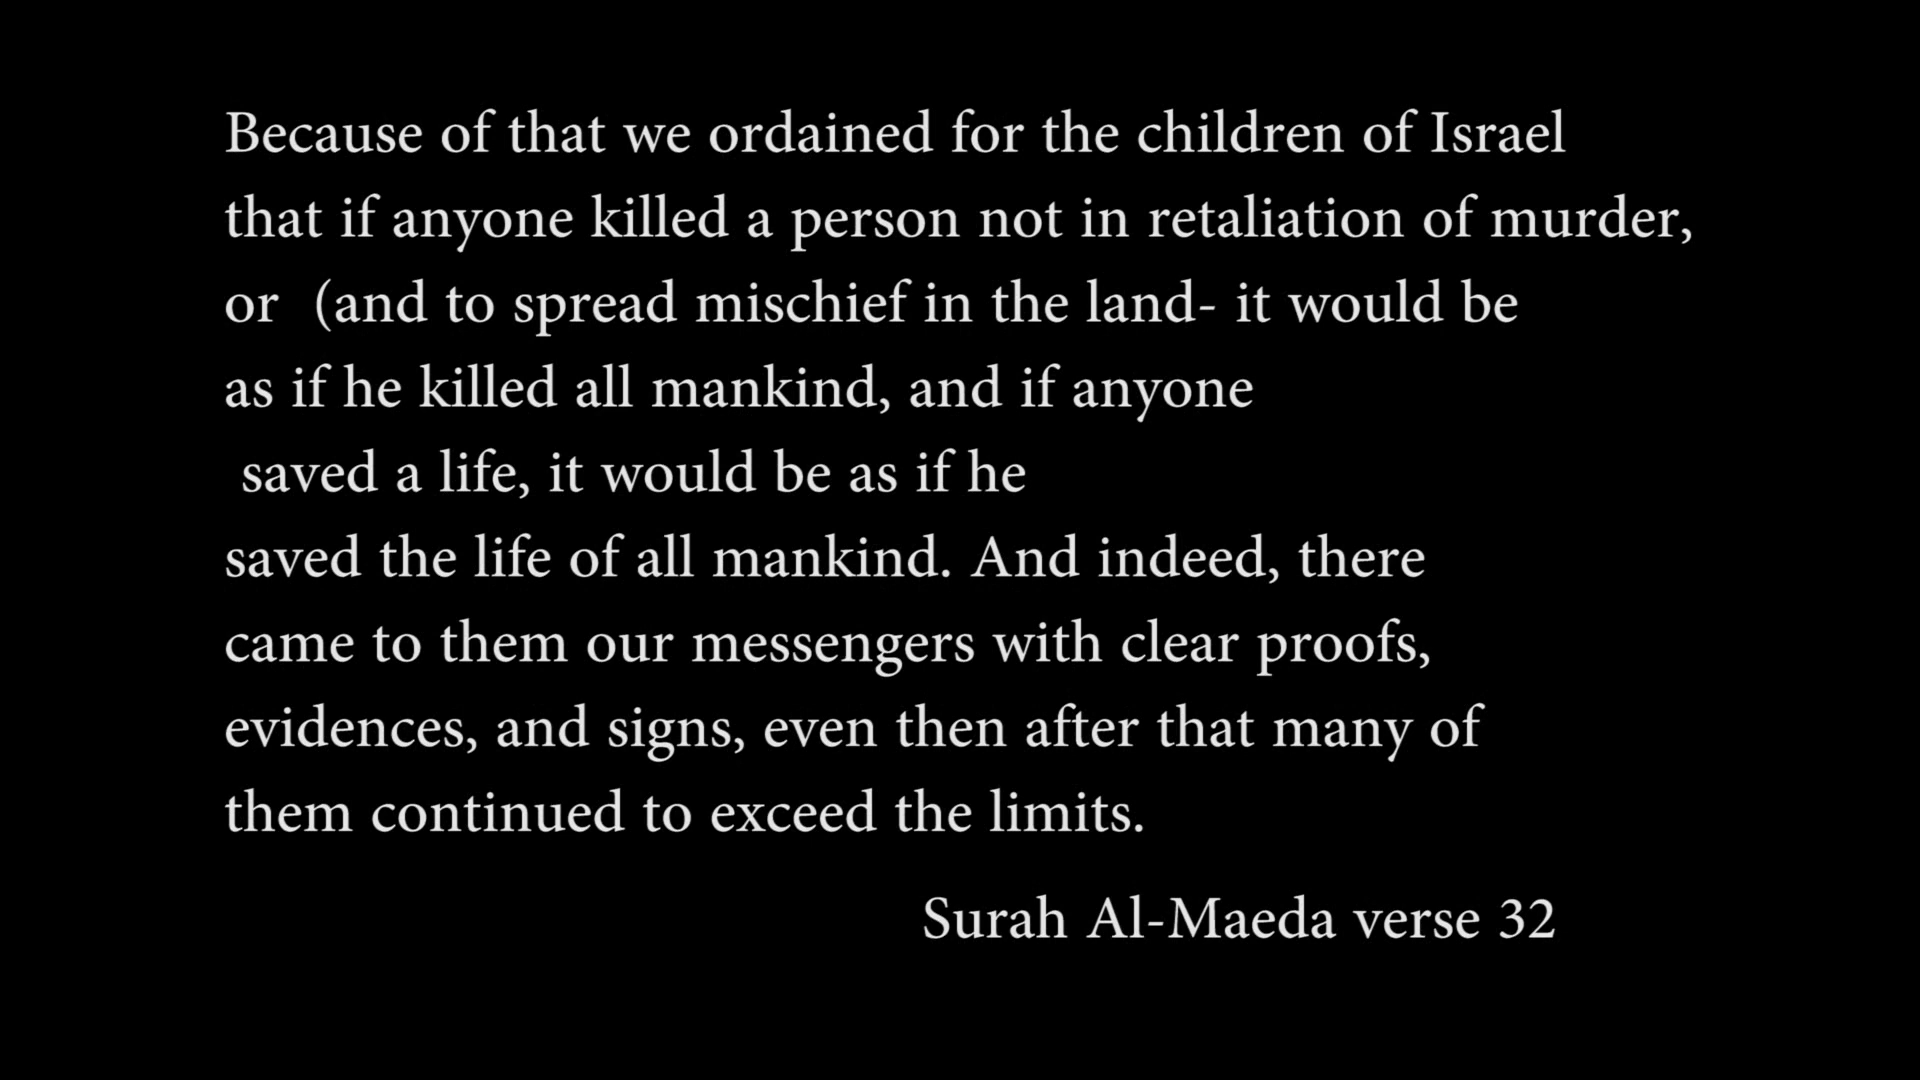 Because of that we ordained for the children of Israel
that if anyone killed a person not in retaliation of murder,
or  (and to spread mischief in the land- it would be
as if he killed all mankind, and if anyone
saved a life, it would be as if he
saved the life of all mankind. And indeed, there
came to them our messengers with clear proofs,
evidences, and signs, even then after that many of
them continued to exceed the limits.
Surah Al-Maeda verse 32